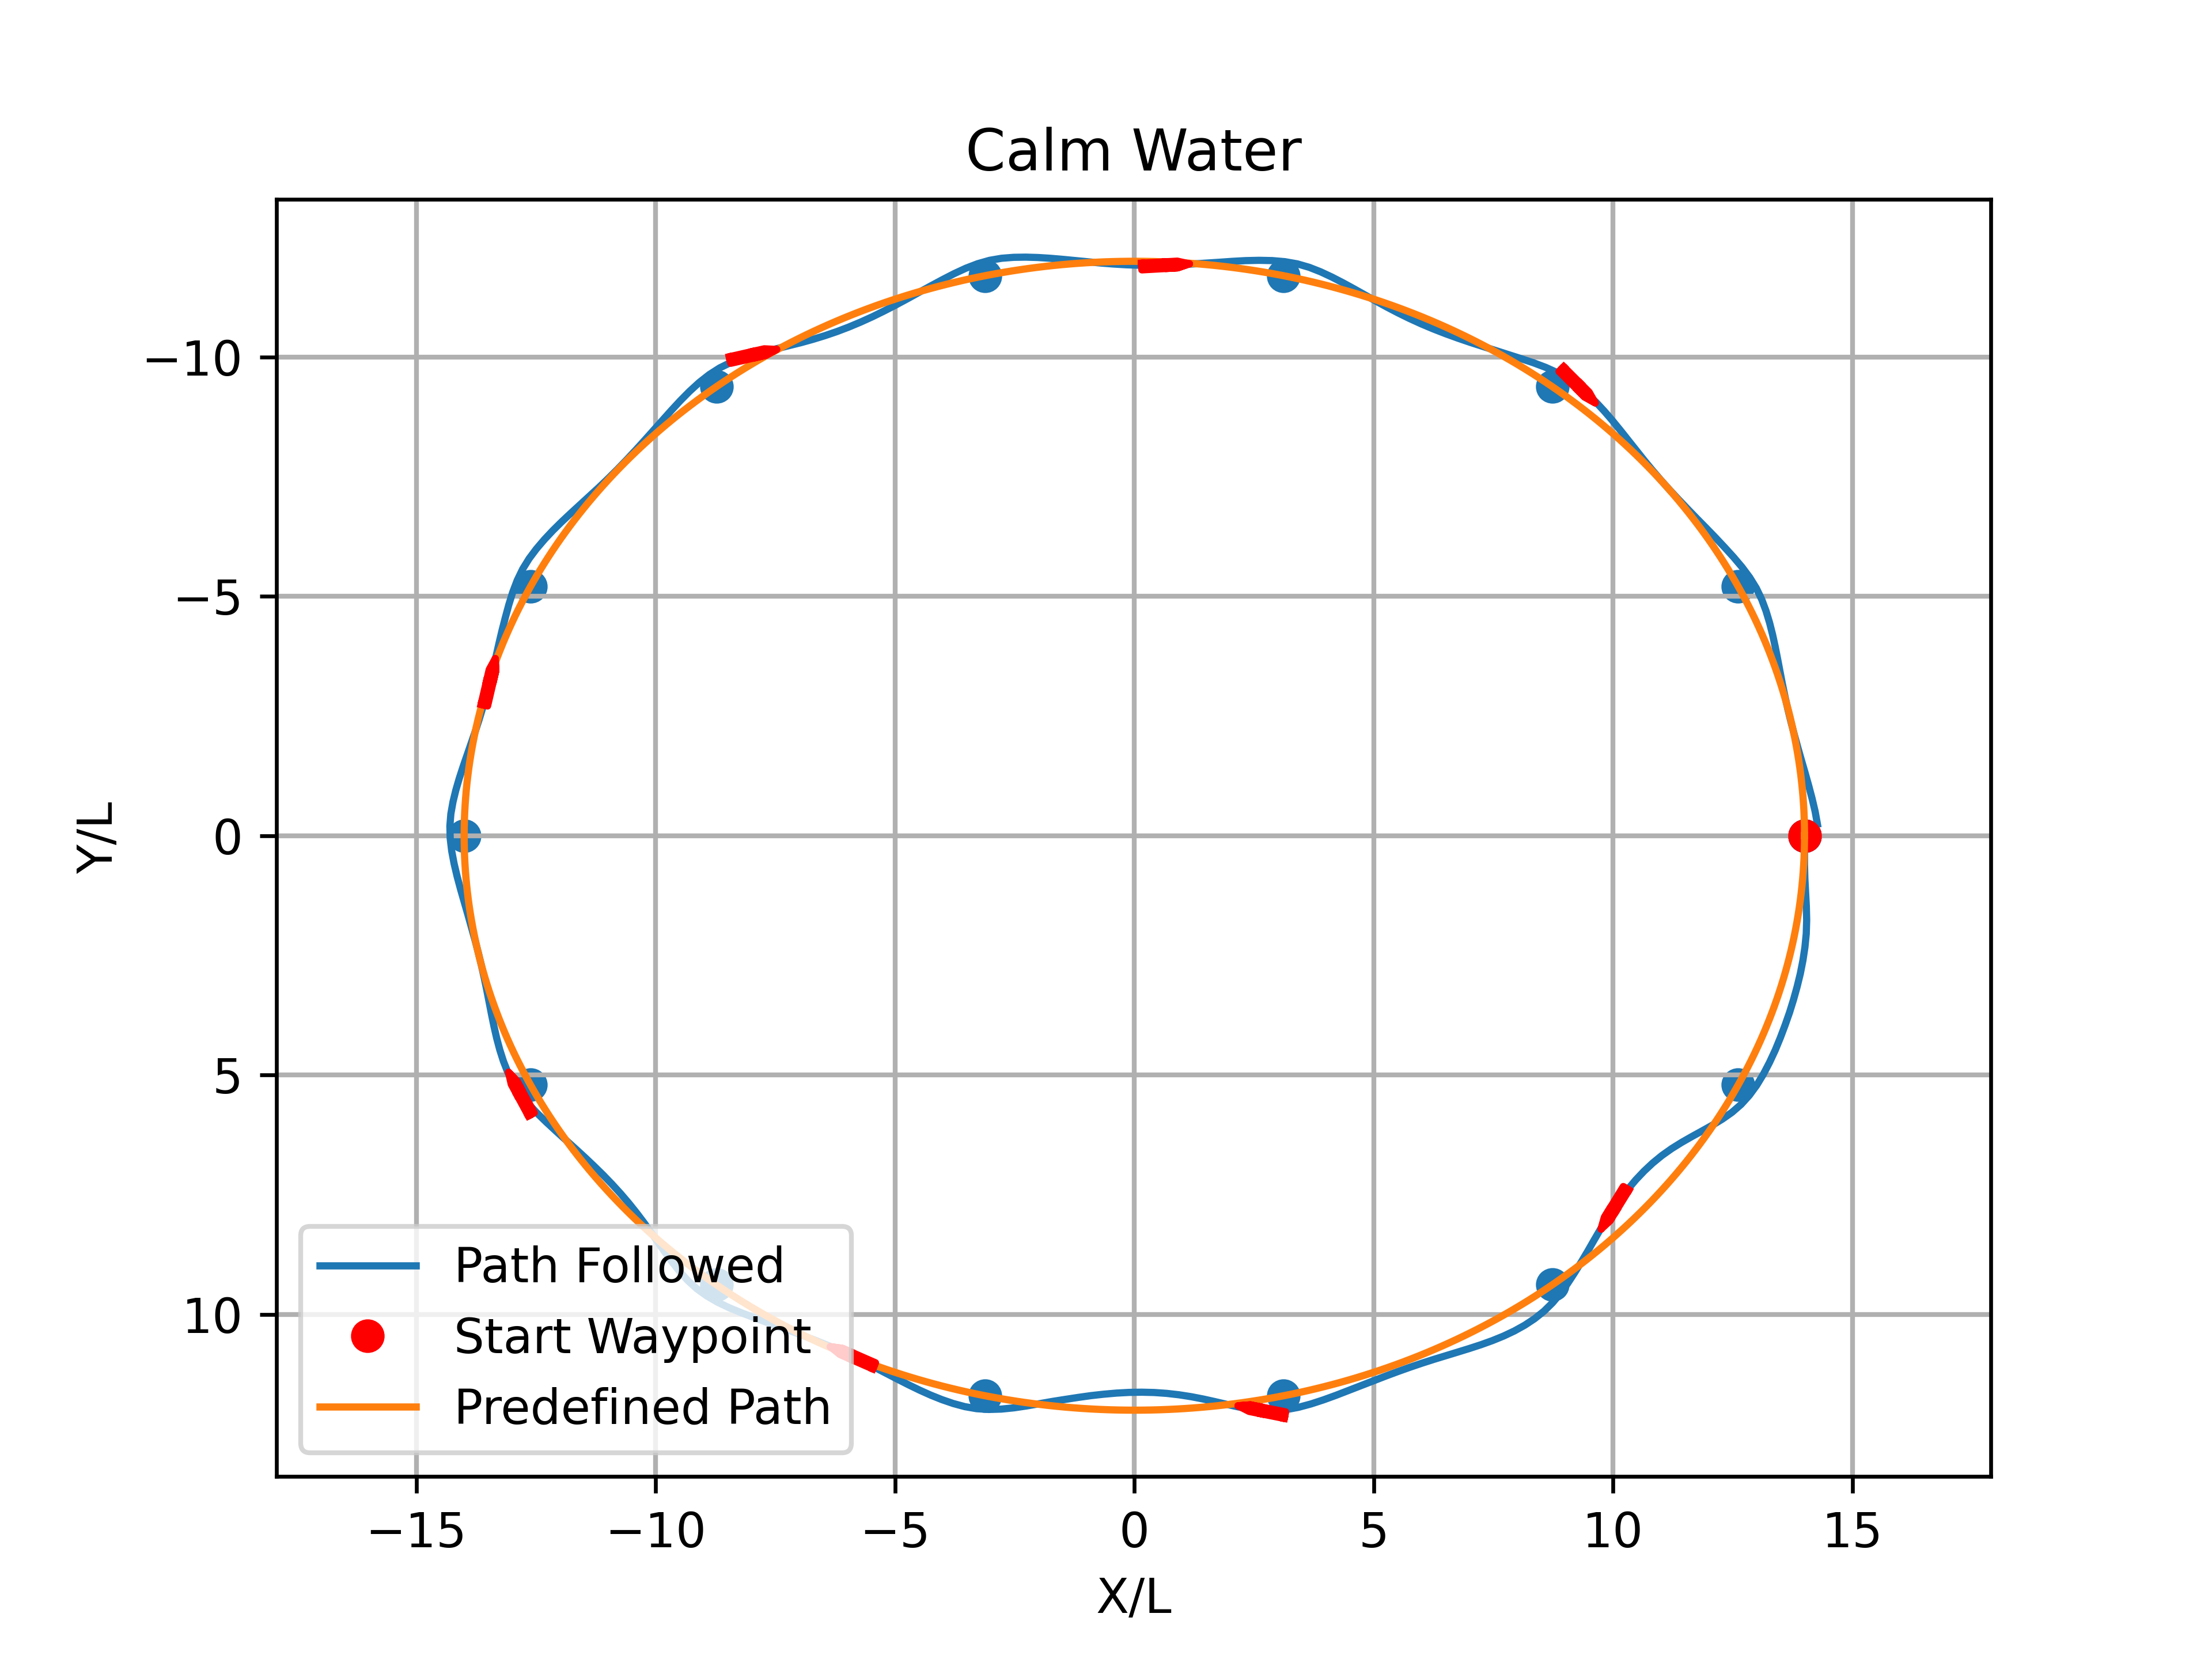 Calm Water
−10
−5
0
5
10
Y/L
Path Followed
Start Waypoint
Predefined Path
−15
−10
−5
0
5
10
15
X/L